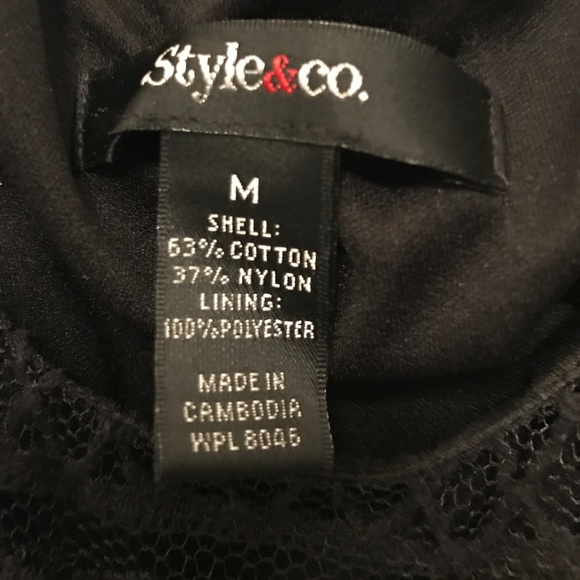 Style&co.
M
SHELL:
63% COTTON
37% NYLON
LINING:
100%POLYESTER
MADE IN
CAMBODIA
WPL 8046